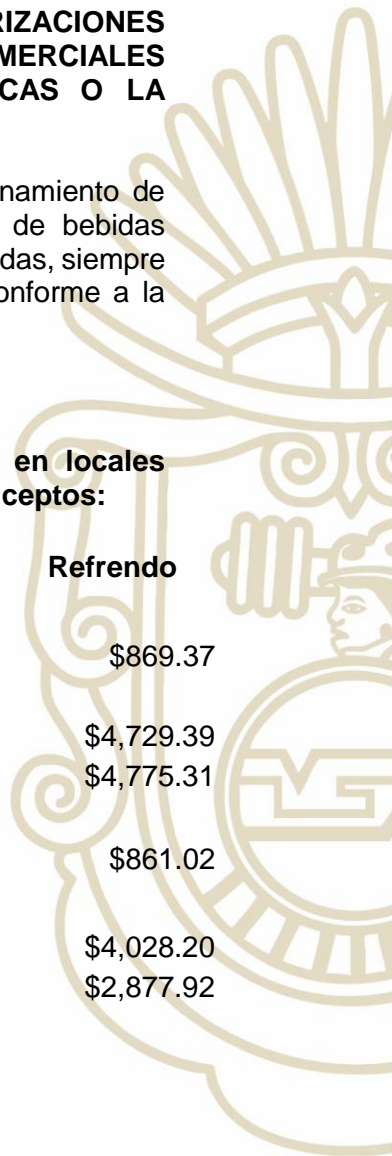 RIZACIONES
MERCIALES
CAS O LA
namiento de
de bebidas
das, siempre
onforme a la
en locales
ceptos:
Refrendo
$869.37
$4,729.39
$4,775.31
$861.02
$4,028.20
$2,877.92